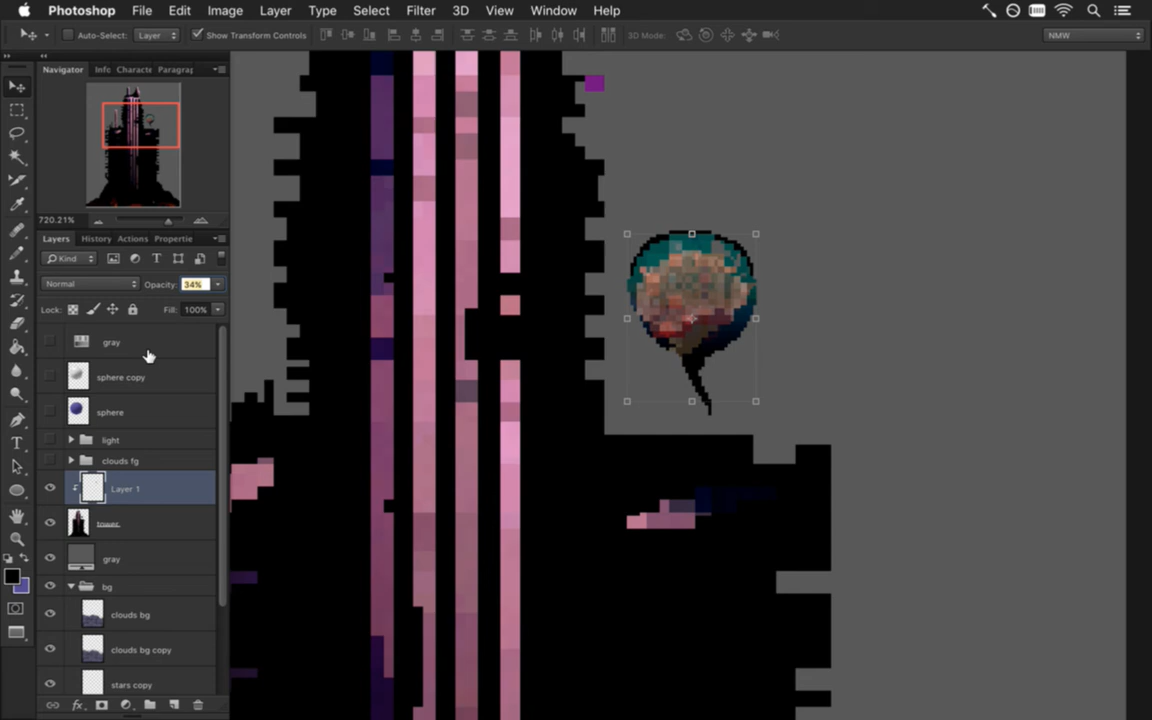 Photoshop File Edit Image Layer Type Select Filter 3D View Window Help
Auto-Select: Layer Show Transform Controls 3D Mode: NMW
Navigator Info Characte Paragrap
720.21%
Layers History Actions Propertie
Kind
Normal Opacity: 34%
Lock: Fill: 100%
gray
sphere copy
sphere
light
clouds fg
Layer 1
tower
gray
bg
clouds bg
clouds bg copy
stars copy
fx